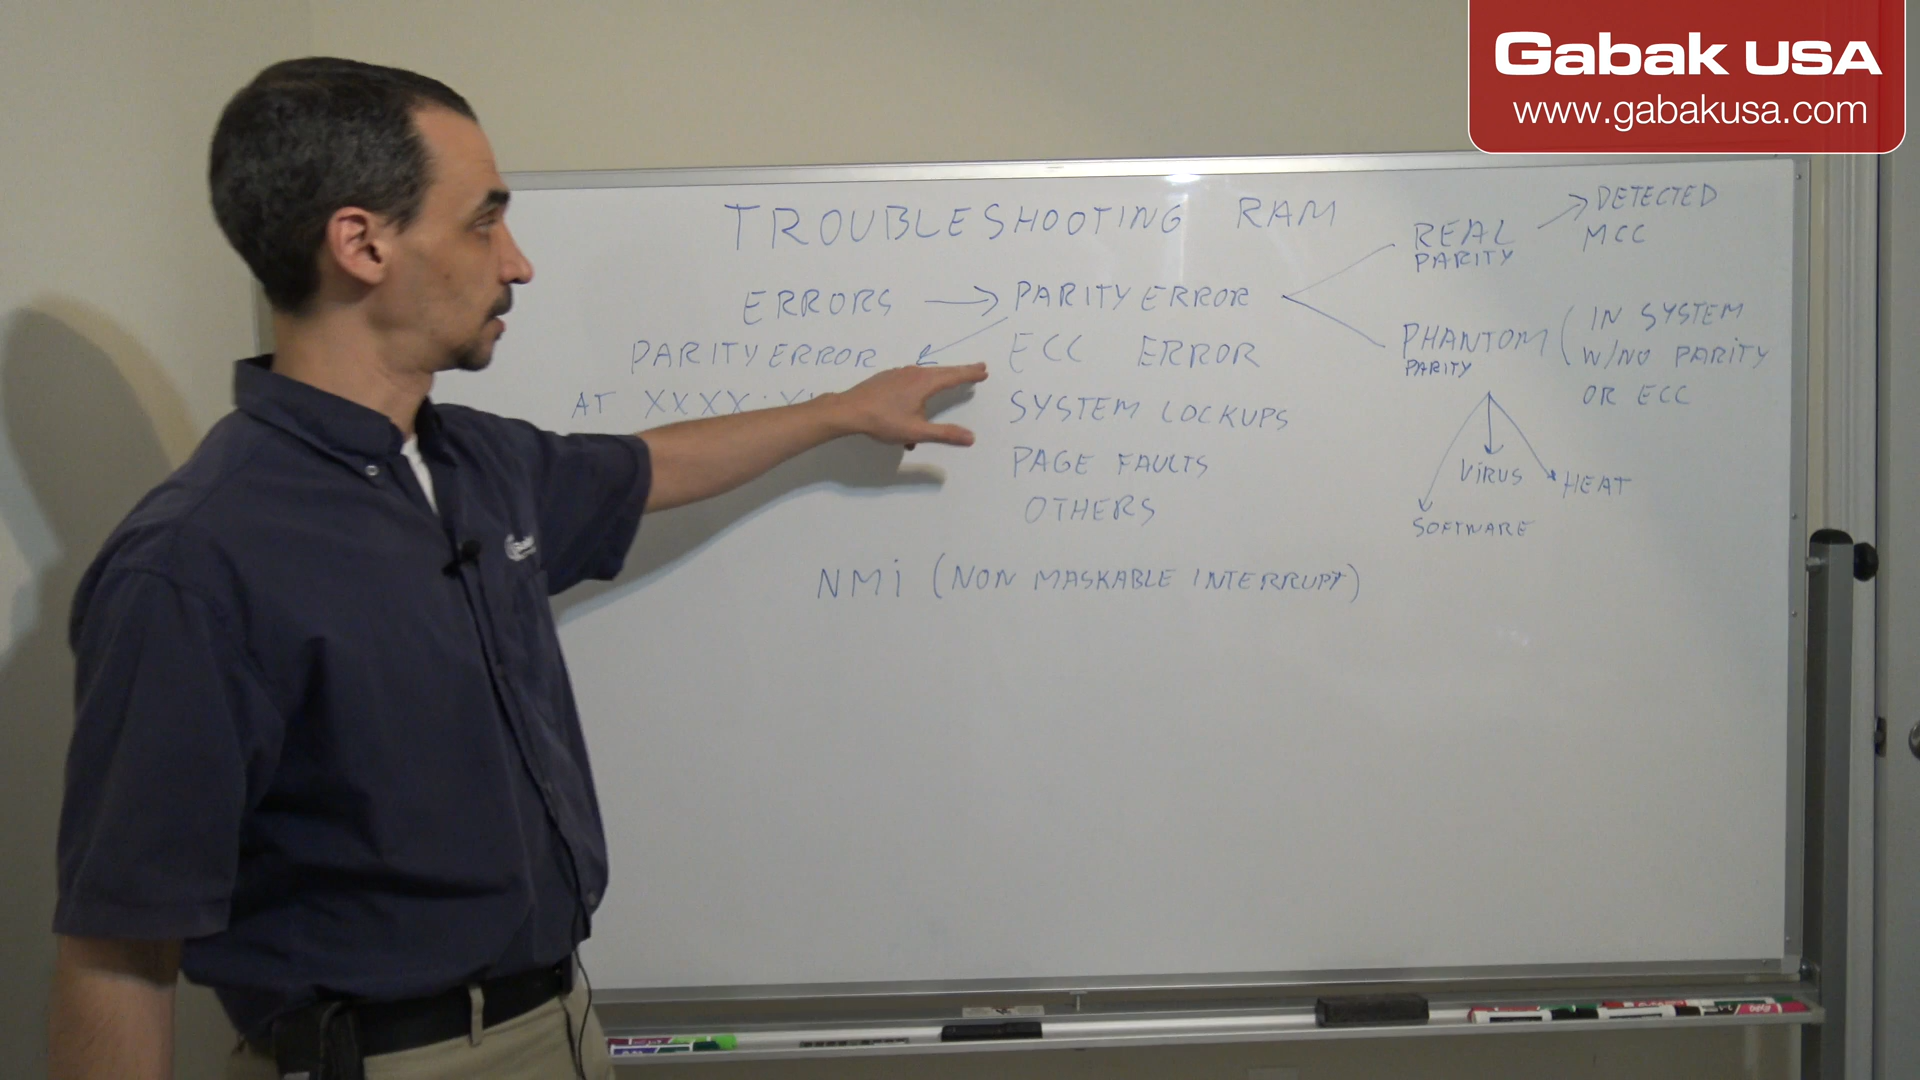 Gabak USA
www.gabakusa.com
TROUBLESHOOTING RAM
ERRORS → PARITY ERROR
PARITY ERROR
AT XXXX:
ECC ERROR
SYSTEM LOCKUPS
PAGE FAULTS
OTHERS
NMi (NON MASKABLE INTERRUPT)
REAL
PARITY
DETECTED
MCC
PHANTOM
PARITY
(IN SYSTEM
W/NO PARITY
OR ECC
SOFTWARE
ViRUS
HEAT